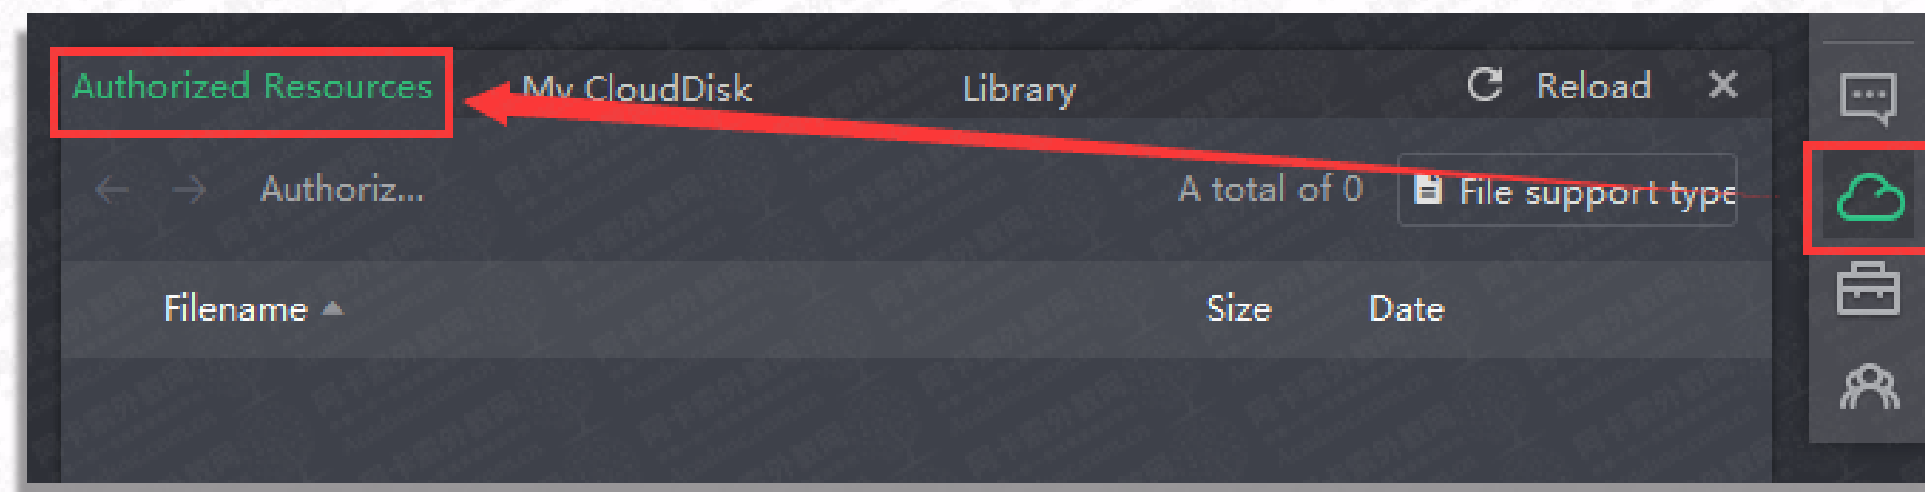 Authorized Resources My CloudDisk Library Reload
Authoriz... A total of 0 File support type
Filename Size Date